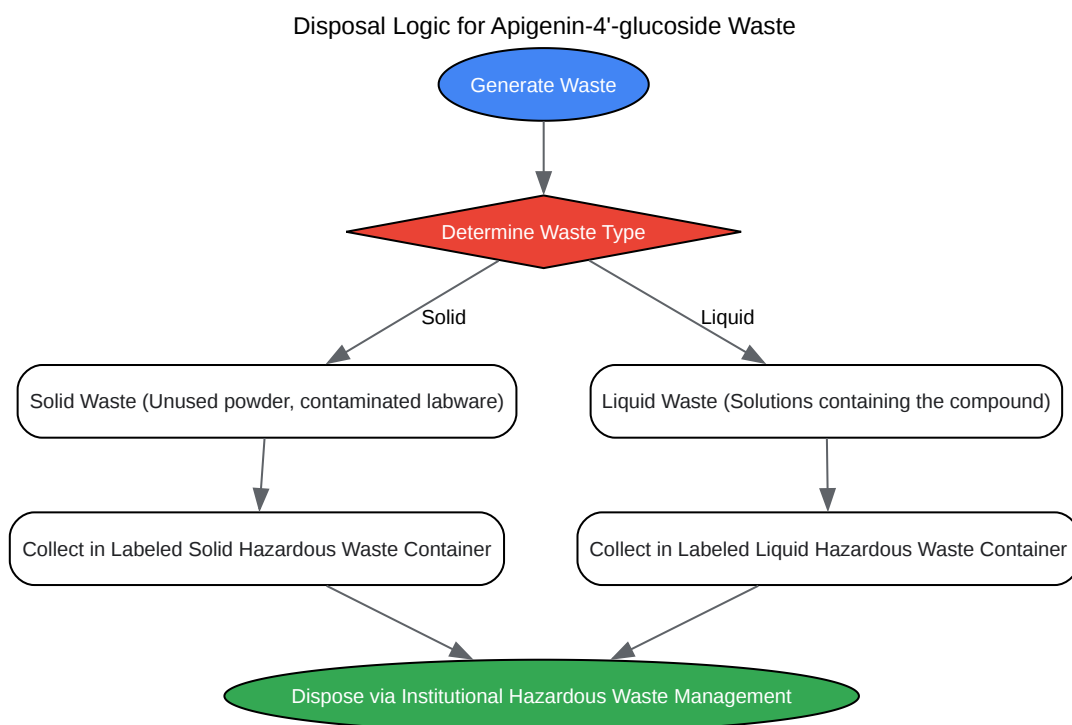 Disposal Logic for Apigenin-4'-glucoside Waste
Generate Waste
Determine Waste Type
Solid
Liquid
Solid Waste (Unused powder, contaminated labware)
Liquid Waste (Solutions containing the compound)
Collect in Labeled Solid Hazardous Waste Container
Collect in Labeled Liquid Hazardous Waste Container
Dispose via Institutional Hazardous Waste Management